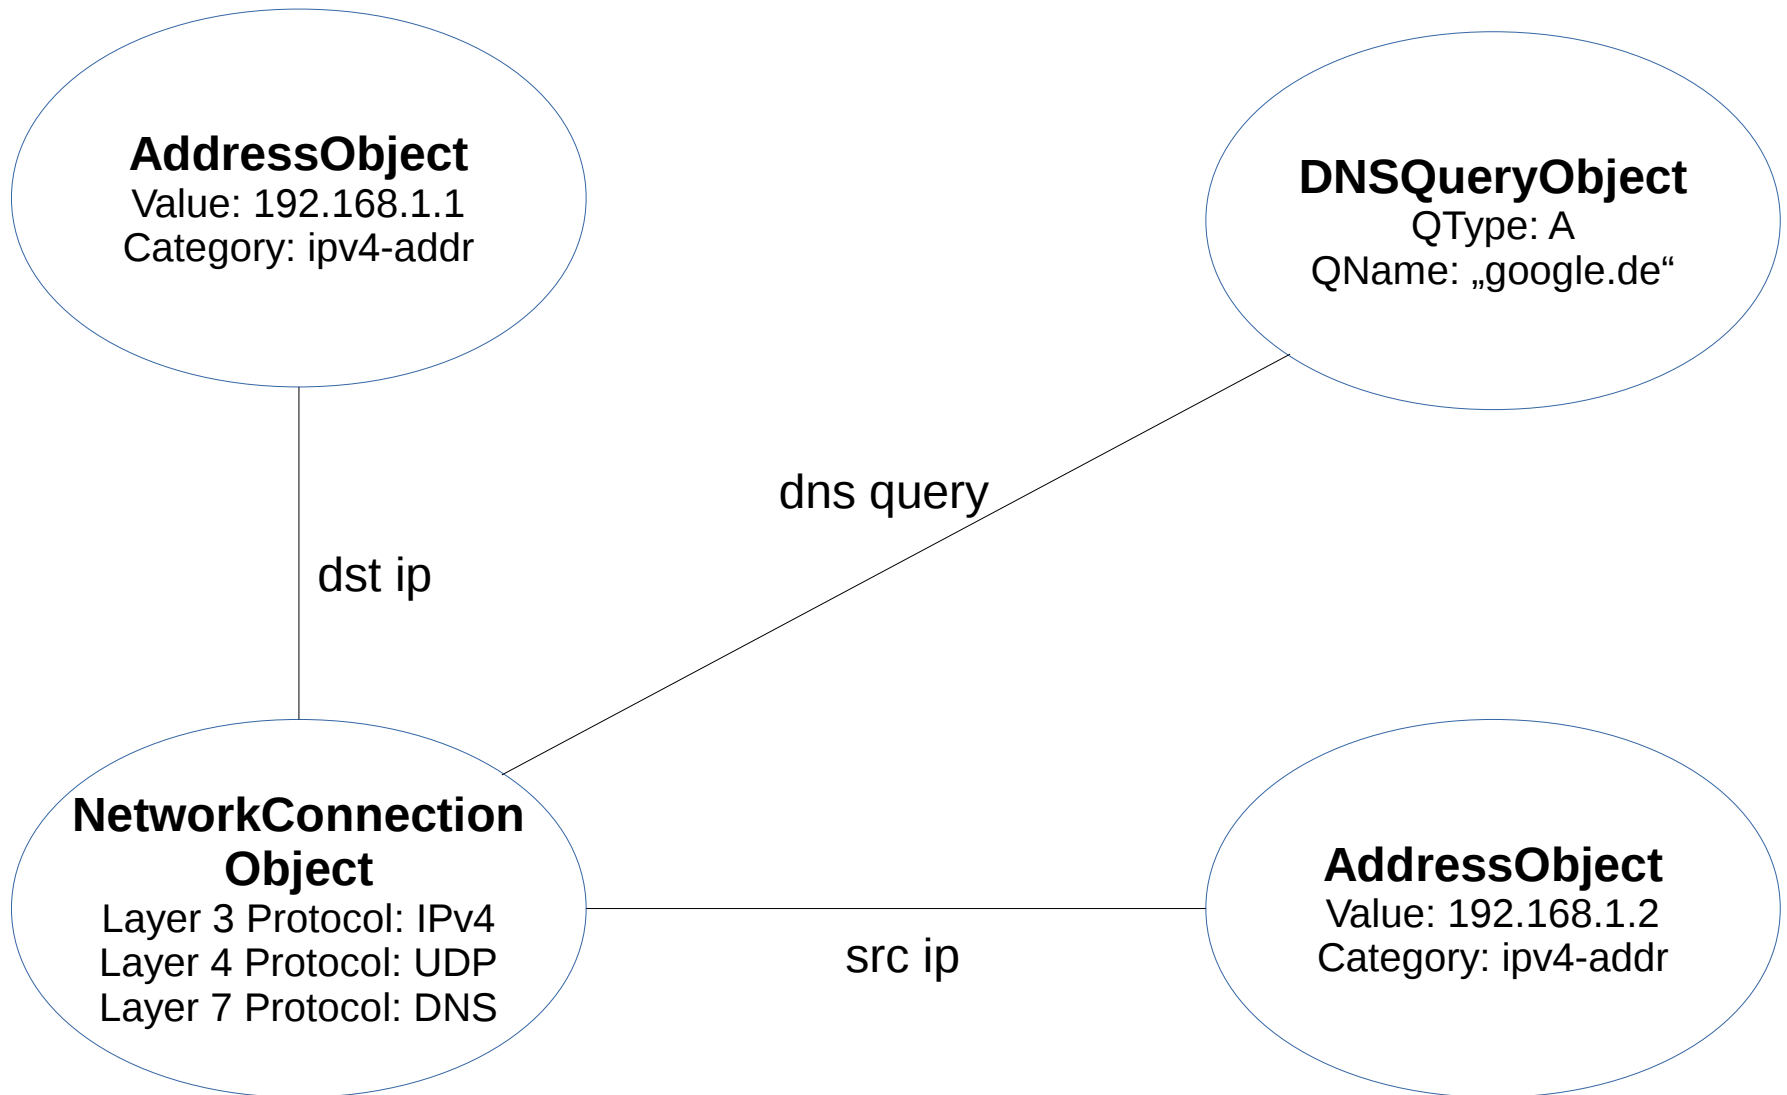 AddressObject
Value: 192.168.1.1
Category: ipv4-addr
DNSQueryObject
QType: A
QName: „google.de“
dns query
dst ip
NetworkConnection
Object
Layer 3 Protocol: IPv4
Layer 4 Protocol: UDP
Layer 7 Protocol: DNS
src ip
AddressObject
Value: 192.168.1.2
Category: ipv4-addr